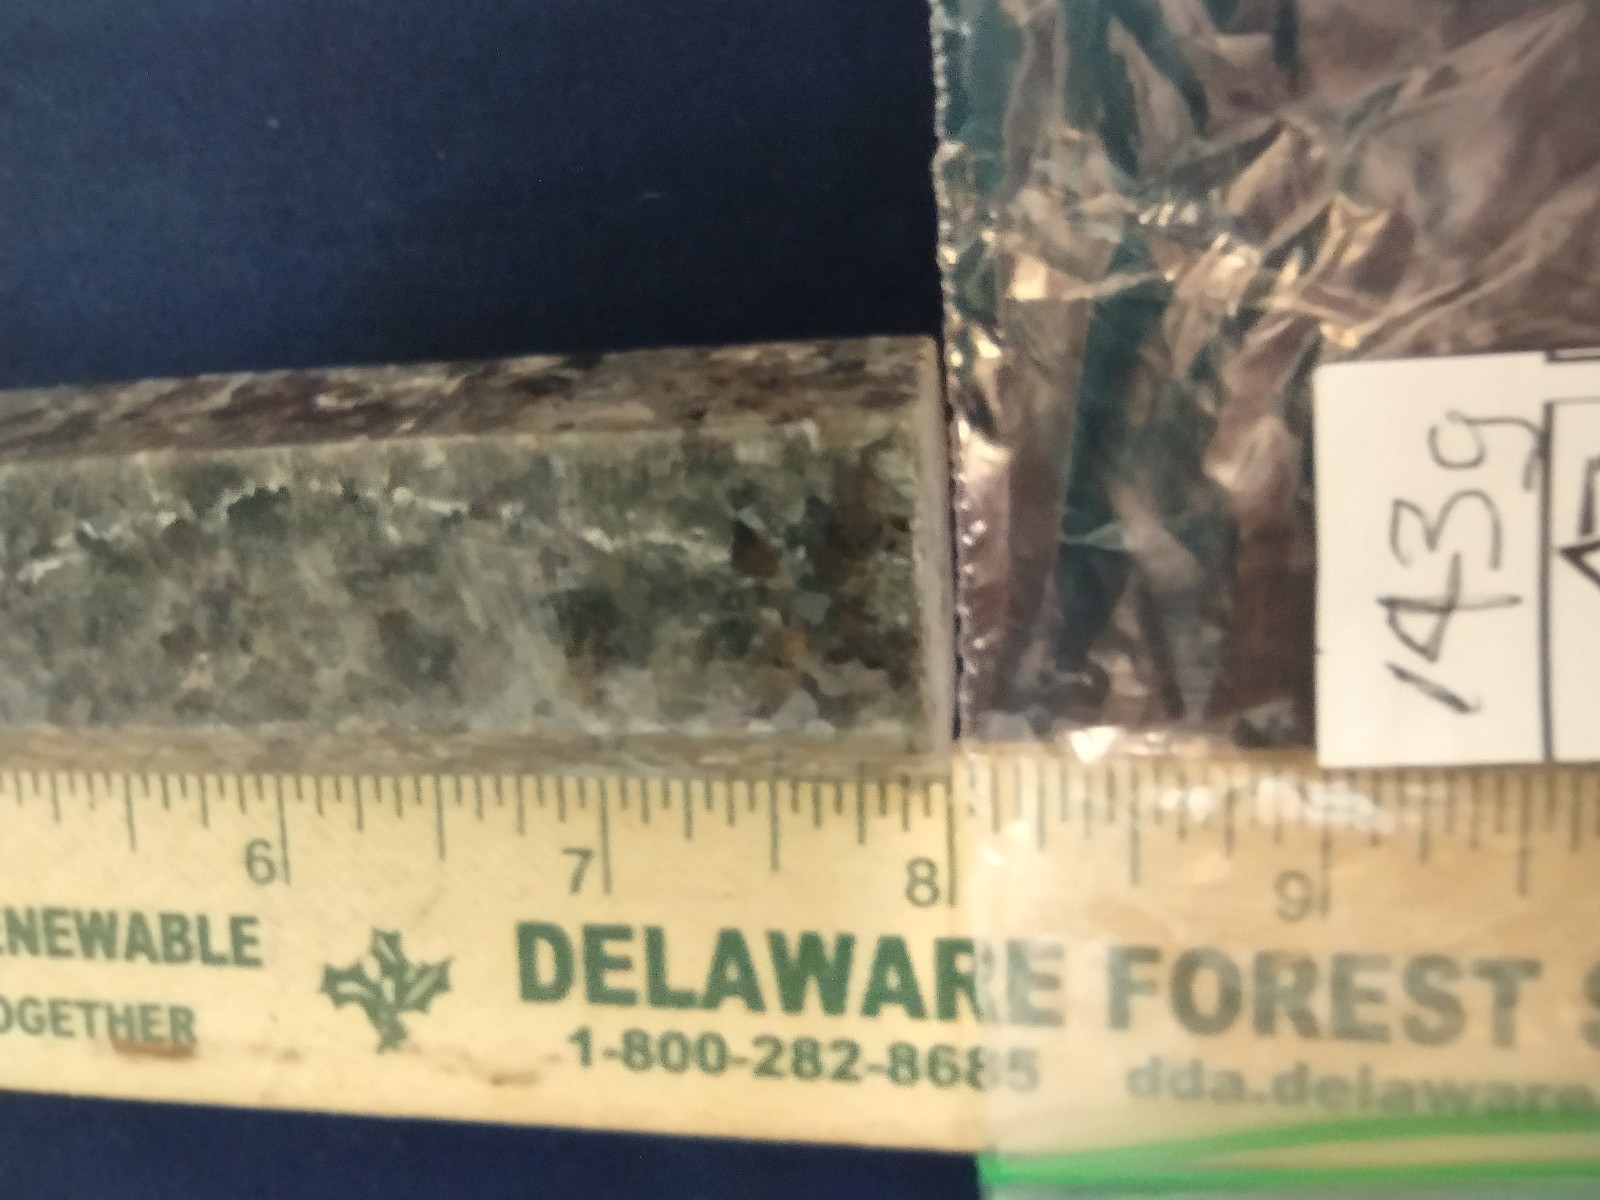 143g
6 7 8 9
ENEWABLE
OGETHER
DELAWARE FOREST S
1-800-282-8685
dda.delaware